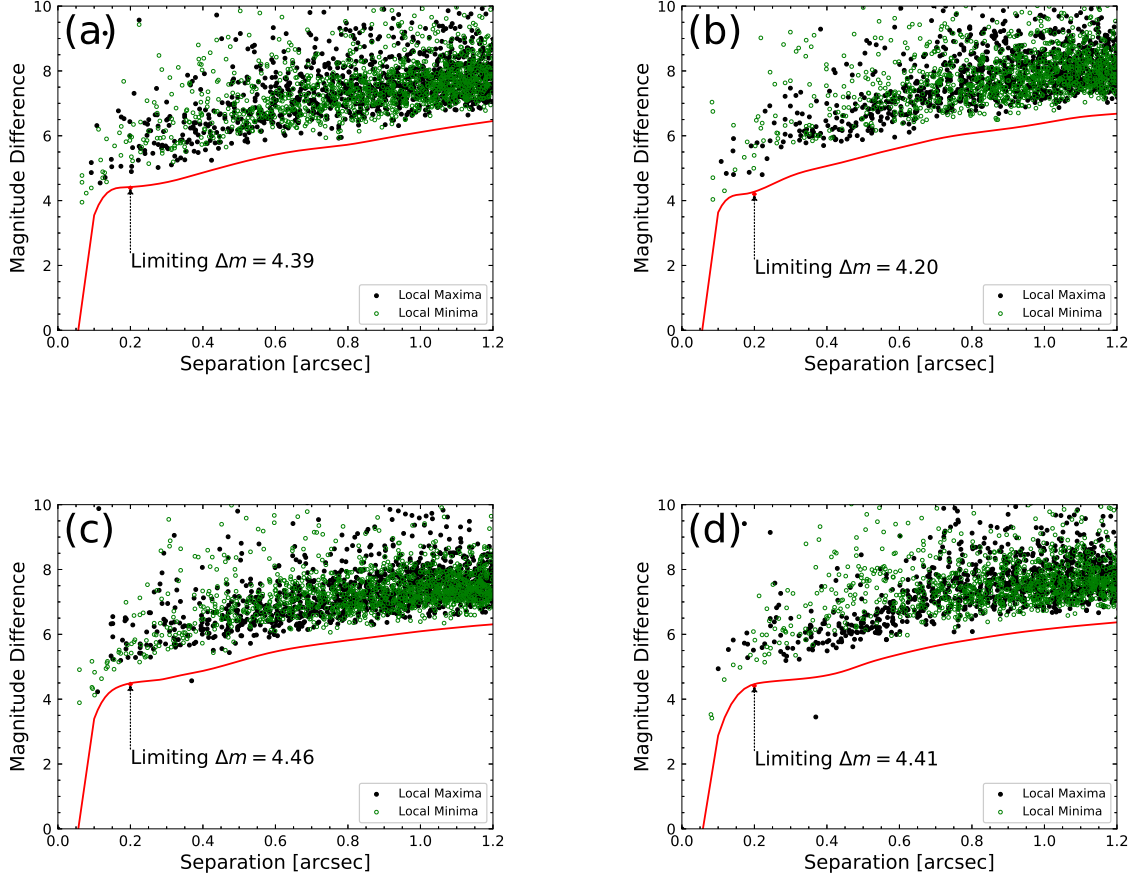 (a)
10
8
6
4
2
0
Magnitude Difference
Limiting Δm = 4.39
Local Maxima
Local Minima
0.0 0.2 0.4 0.6 0.8 1.0 1.2
Separation [arcsec]
(b)
10
8
6
4
2
0
Magnitude Difference
Limiting Δm = 4.20
Local Maxima
Local Minima
0.0 0.2 0.4 0.6 0.8 1.0 1.2
Separation [arcsec]
(c)
10
8
6
4
2
0
Magnitude Difference
Limiting Δm = 4.46
Local Maxima
Local Minima
0.0 0.2 0.4 0.6 0.8 1.0 1.2
Separation [arcsec]
(d)
10
8
6
4
2
0
Magnitude Difference
Limiting Δm = 4.41
Local Maxima
Local Minima
0.0 0.2 0.4 0.6 0.8 1.0 1.2
Separation [arcsec]